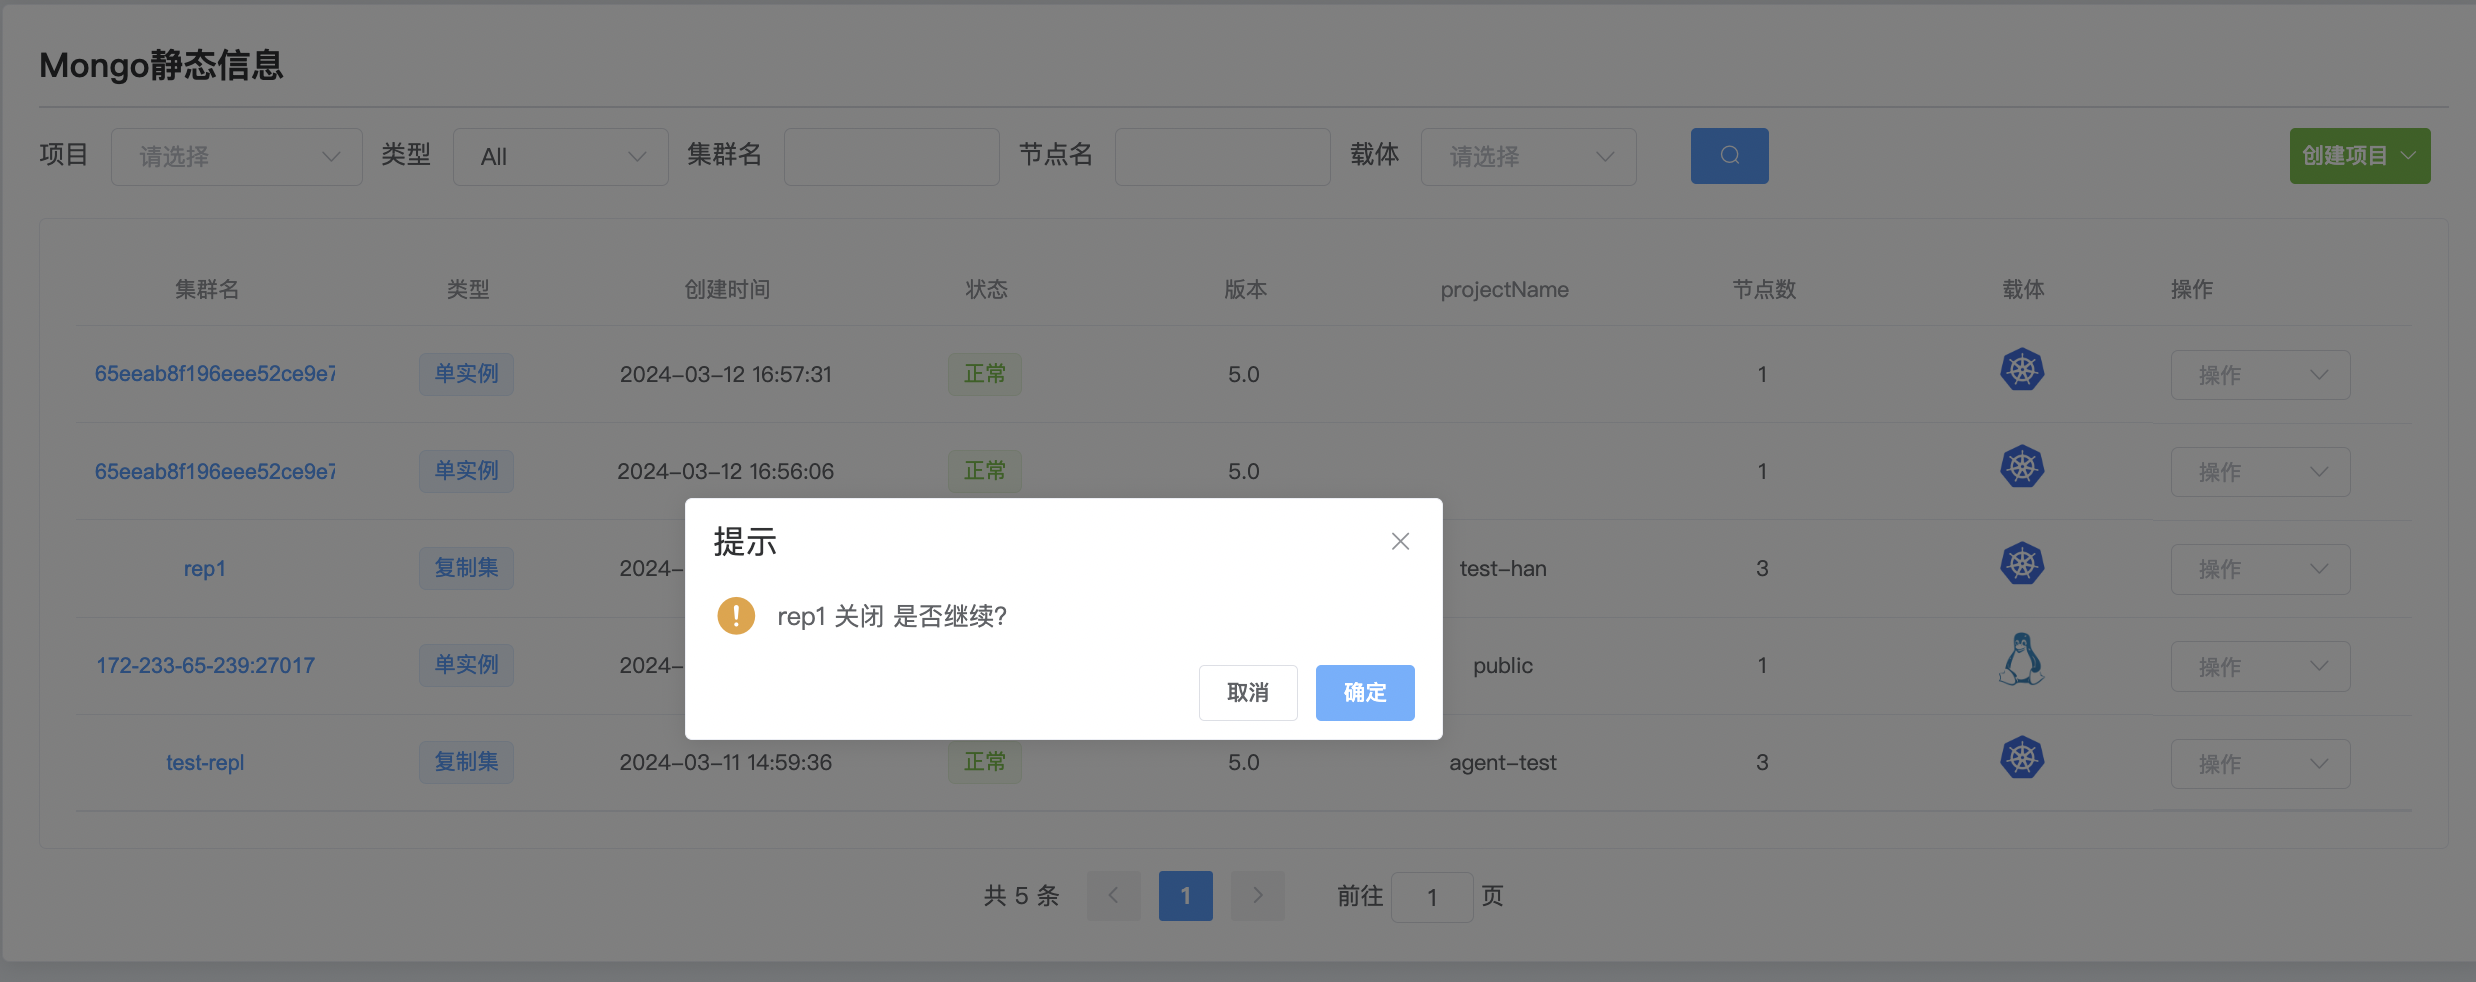 Mongo静态信息
项目 请选择 类型 All 集群名 节点名 载体 请选择 创建项目
集群名 类型 创建时间 状态 版本 projectName 节点数 载体 操作
65eeab8f196eee52ce9e7 单实例 2024-03-12 16:57:31 正常 5.0 1 操作
65eeab8f196eee52ce9e7 单实例 2024-03-12 16:56:06 正常 5.0 1 操作
rep1 复制集 2024- test-han 3 操作
172-233-65-239:27017 单实例 2024- public 1 操作
test-repl 复制集 2024-03-11 14:59:36 正常 5.0 agent-test 3 操作
提示
rep1 关闭 是否继续?
取消 确定
共 5 条 1 前往 1 页